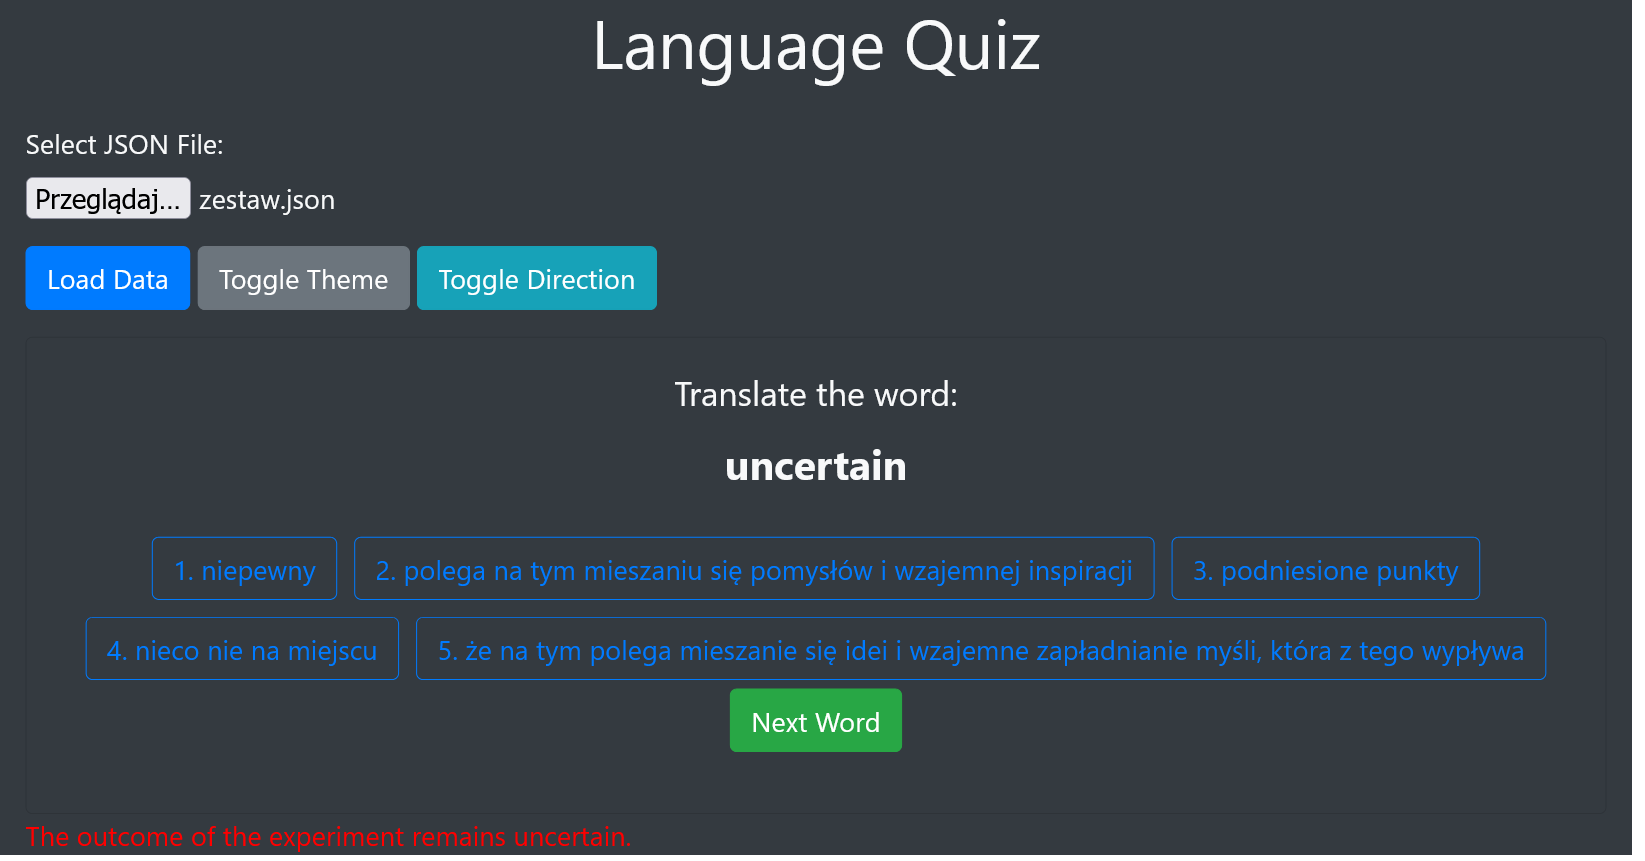 Language Quiz
Select JSON File:
Przeglądaj... zestaw.json
Load Data Toggle Theme Toggle Direction
Translate the word:
uncertain
1. niepewny 2. polega na tym mieszaniu się pomysłów i wzajemnej inspiracji 3. podniesione punkty
4. nieco nie na miejscu 5. że na tym polega mieszanie się idei i wzajemne zapładnianie myśli, która z tego wypływa
Next Word
The outcome of the experiment remains uncertain.